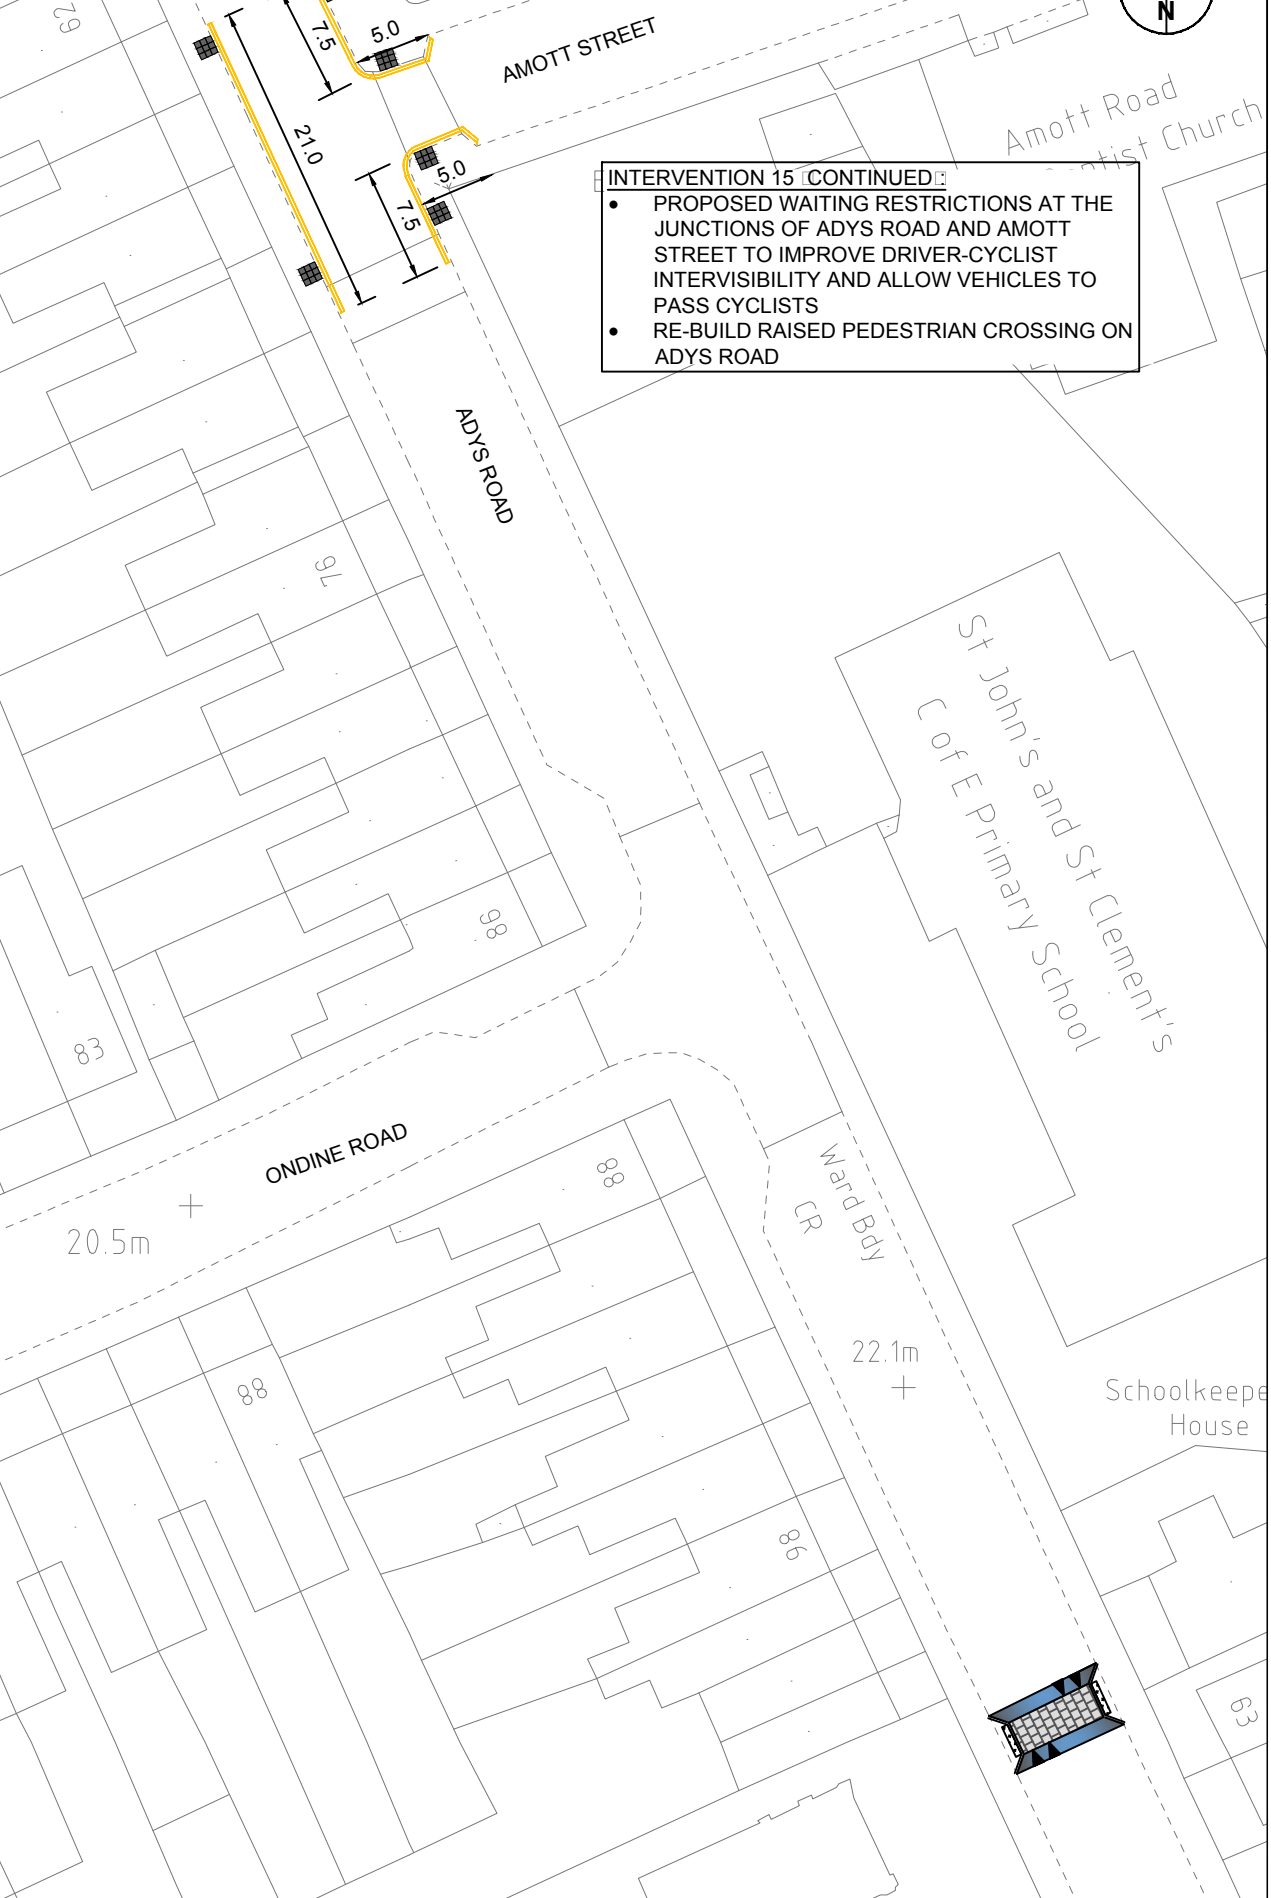 N
62
7.5
5.0
AMOTT STREET
21.0
Amott Road
Church
5.0
7.5
INTERVENTION 15 CONTINUED :
• PROPOSED WAITING RESTRICTIONS AT THE
JUNCTIONS OF ADYS ROAD AND AMOTT
STREET TO IMPROVE DRIVER-CYCLIST
INTERVISIBILITY AND ALLOW VEHICLES TO
PASS CYCLISTS
• RE-BUILD RAISED PEDESTRIAN CROSSING ON
ADYS ROAD
ADYS ROAD
76
St John's and St Clement's
C of E Primary School
98
83
ONDINE ROAD
88
Ward Bdy
CR
20.5m
22.1m
88
Schoolkeepe
House
86
63